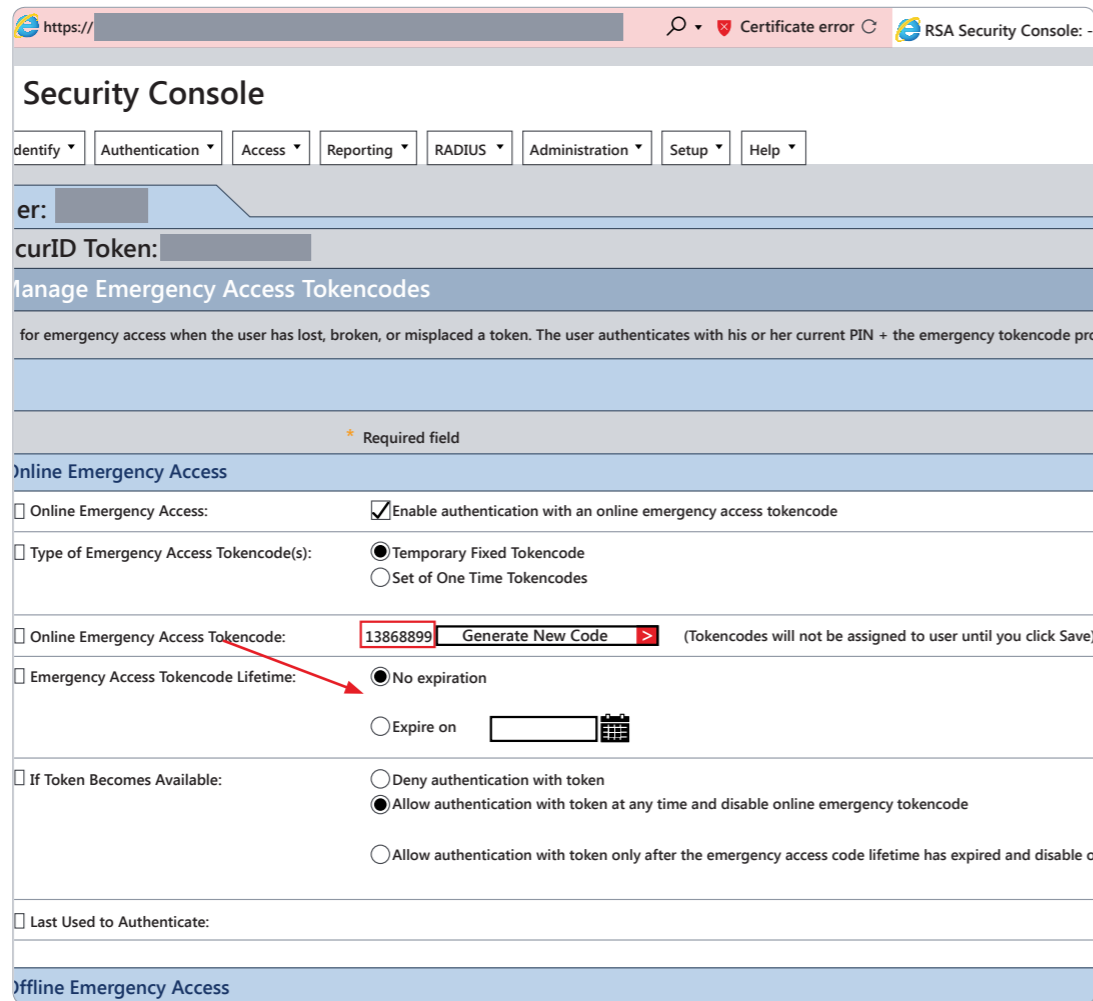 https:// Certificate error RSA Security Console: -
Security Console
dentify Authentication Access Reporting RADIUS Administration Setup Help
er:
curID Token:
Manage Emergency Access Tokencodes
for emergency access when the user has lost, broken, or misplaced a token. The user authenticates with his or her current PIN + the emergency tokencode pro
* Required field
Online Emergency Access
Online Emergency Access: Enable authentication with an online emergency access tokencode
Type of Emergency Access Tokencode(s): Temporary Fixed Tokencode
Set of One Time Tokencodes
Online Emergency Access Tokencode: 13868899 Generate New Code > (Tokencodes will not be assigned to user until you click Save)
Emergency Access Tokencode Lifetime: No expiration
Expire on
If Token Becomes Available: Deny authentication with token
Allow authentication with token at any time and disable online emergency tokencode
Allow authentication with token only after the emergency access code lifetime has expired and disable o
Last Used to Authenticate:
Offline Emergency Access